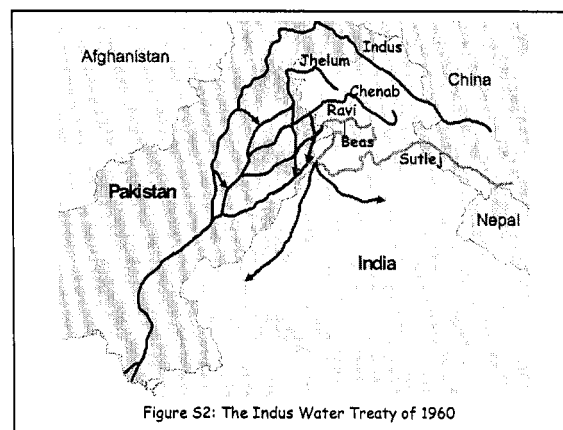 Afghanistan
Indus
Jhelum
China
Chenab
Ravi
Beas
Sutlej
Pakistan
Nepal
India
Figure S2: The Indus Water Treaty of 1960